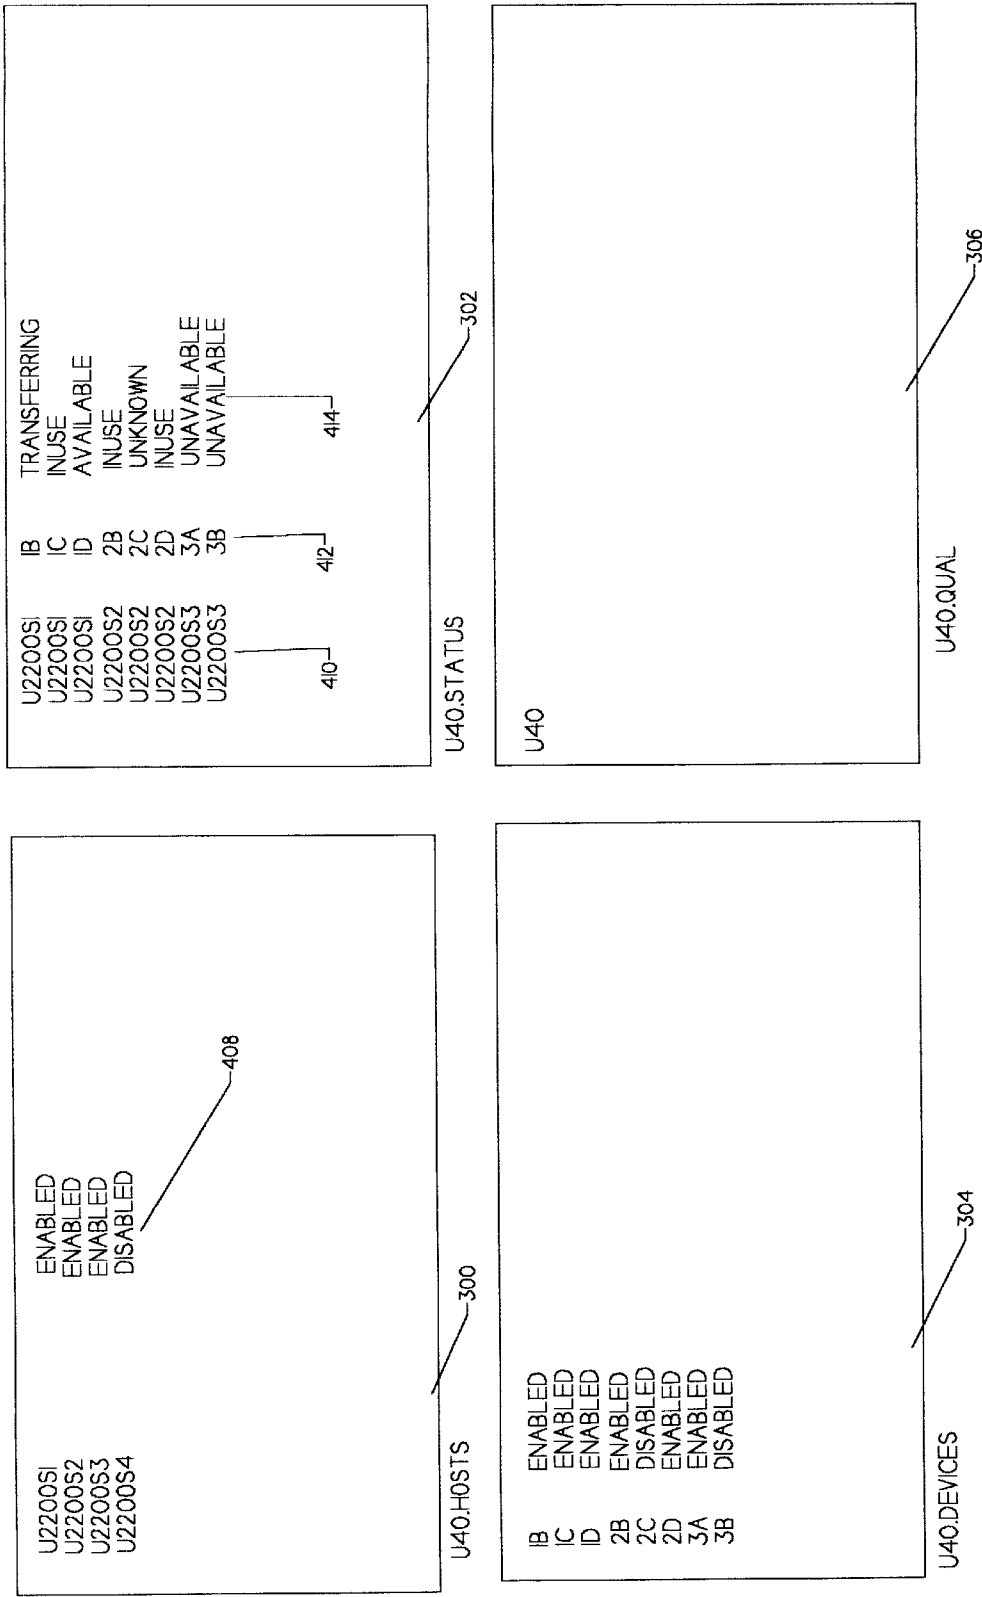 U2200S1 ENABLED
U2200S2 ENABLED
U2200S3 ENABLED
U2200S4 DISABLED
408
U40.HOSTS
300
U2200S1 1B TRANSFERRING
U2200S1 1C INUSE
U2200S1 1D AVAILABLE
U2200S2 2B INUSE
U2200S2 2C UNKNOWN
U2200S2 2D INUSE
U2200S3 3A UNAVAILABLE
U2200S3 3B UNAVAILABLE
410 412 414
U40.STATUS
302
1B ENABLED
1C ENABLED
1D ENABLED
2B ENABLED
2C DISABLED
2D ENABLED
3A ENABLED
3B DISABLED
U40.DEVICES
304
U40
U40.QUAL
306